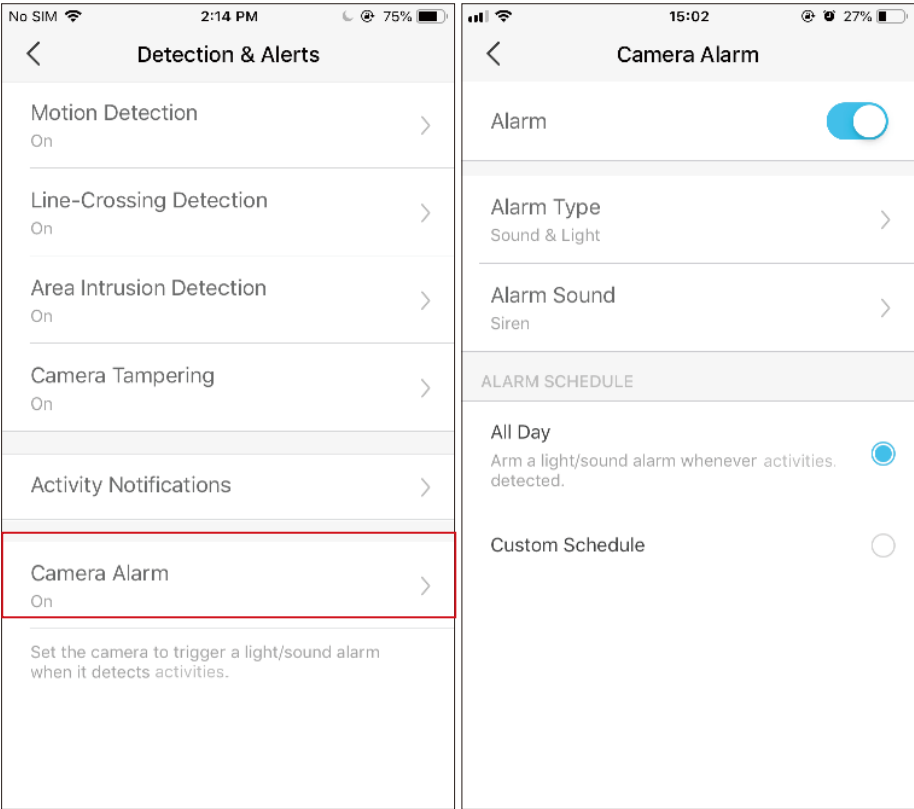 No SIM 2:14 PM 75%
Detection & Alerts
Motion Detection
On
Line-Crossing Detection
On
Area Intrusion Detection
On
Camera Tampering
On
Activity Notifications
Camera Alarm
On
Set the camera to trigger a light/sound alarm
when it detects activities.
15:02 27%
Camera Alarm
Alarm
Alarm Type
Sound & Light
Alarm Sound
Siren
ALARM SCHEDULE
All Day
Arm a light/sound alarm whenever activities.
detected.
Custom Schedule